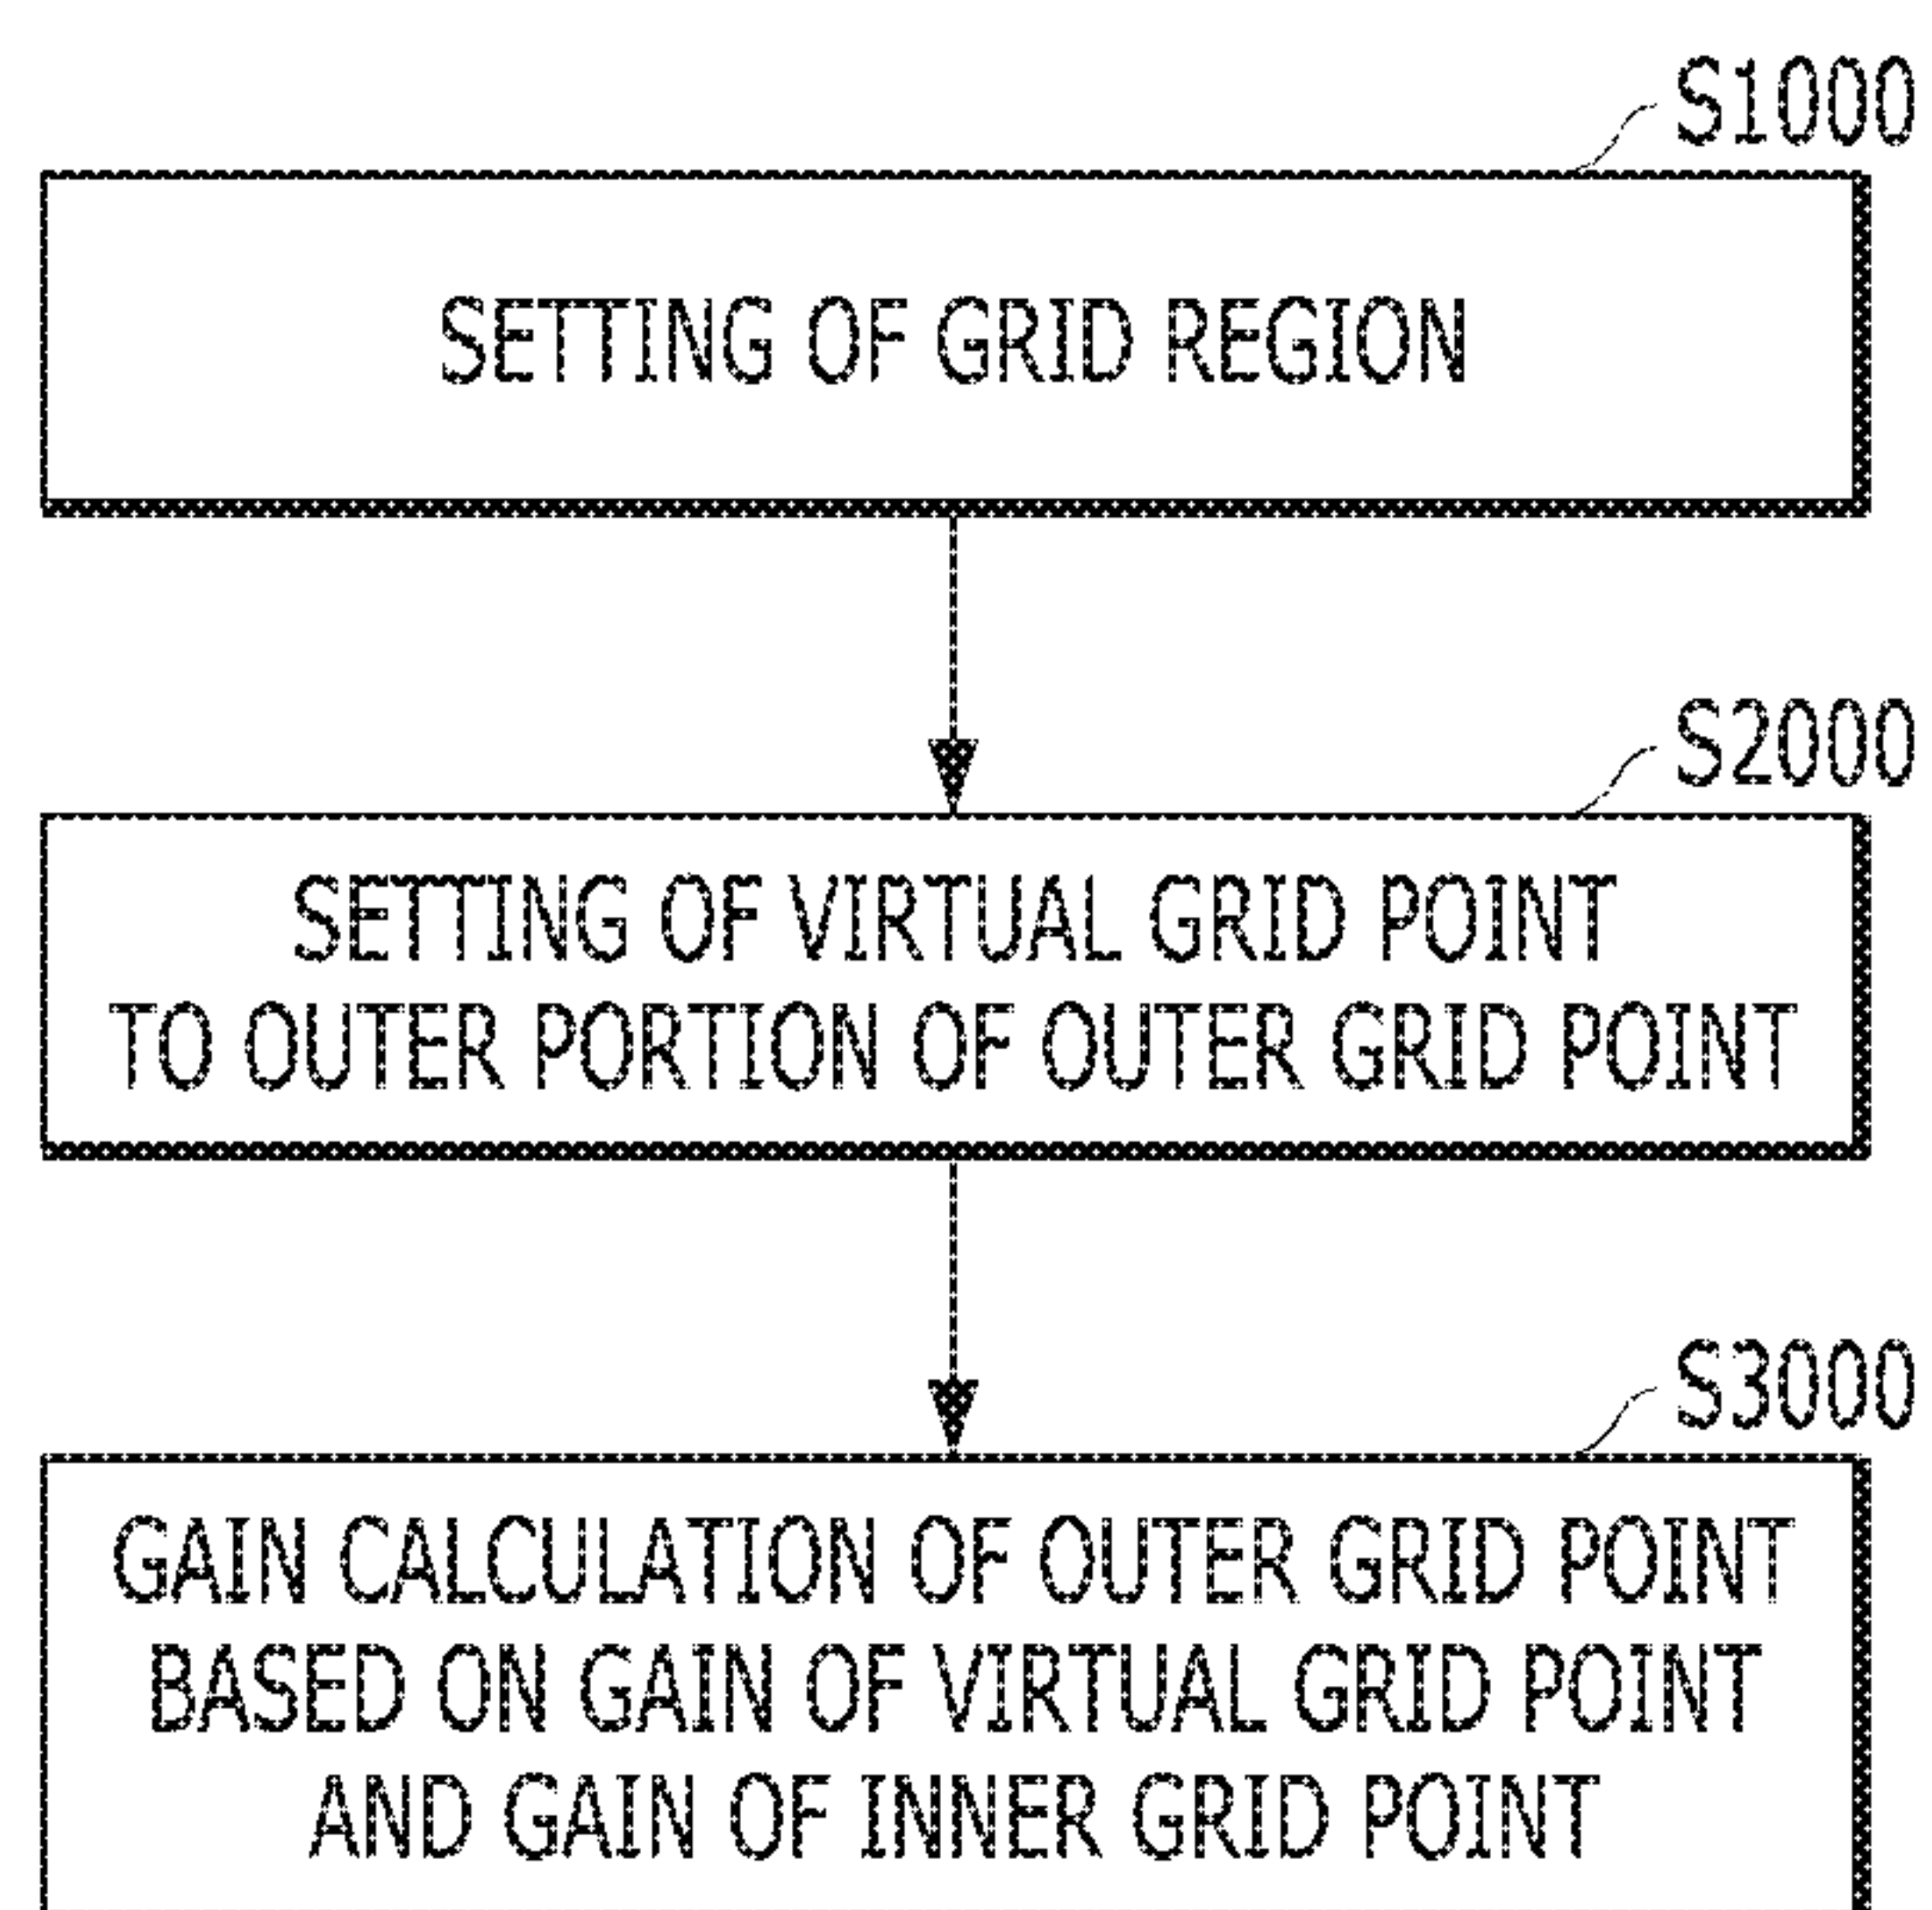 S1000
SETTING OF GRID REGION
S2000
SETTING OF VIRTUAL GRID POINT
TO OUTER PORTION OF OUTER GRID POINT
S3000
GAIN CALCULATION OF OUTER GRID POINT
BASED ON GAIN OF VIRTUAL GRID POINT
AND GAIN OF INNER GRID POINT